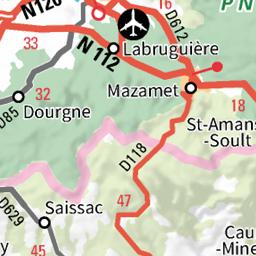 N126
D612
P N
33
Labruguière
N 112
Mazamet
32
Dourgne
D85
18
St-Amans
-Soult
D118
47
D629
Saissac
45
Cau
-Mine